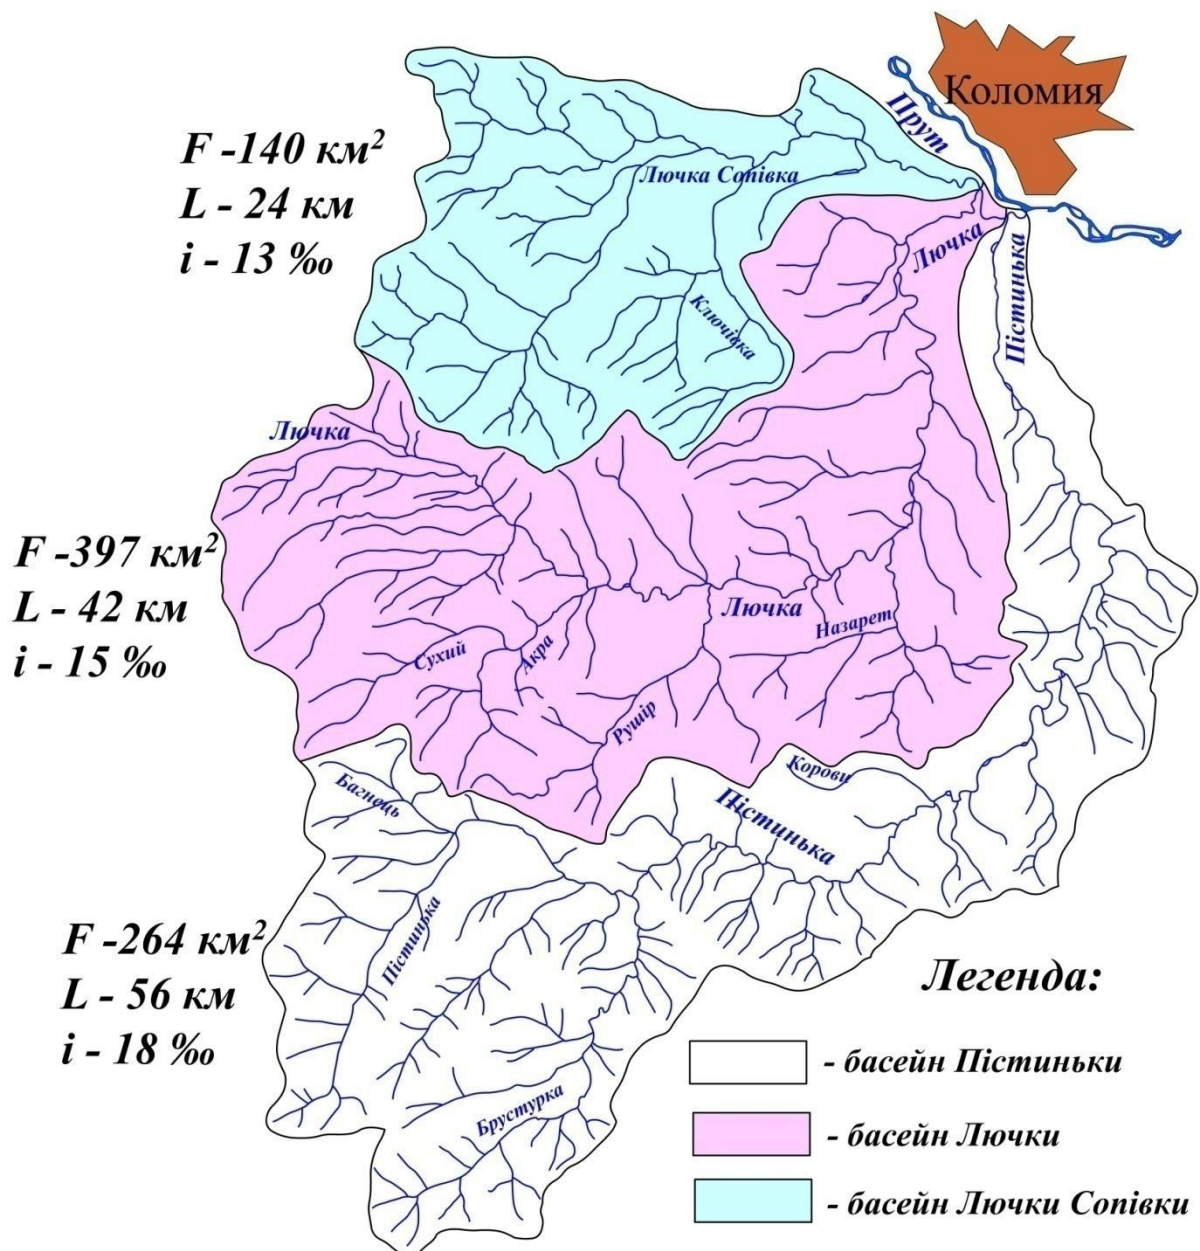 Коломия
Прут
F -140 км²
L - 24 км
i - 13 ‰
Лючка Сопівка
Лючка
Пістинька
Ключівка
Лючка
F -397 км²
L - 42 км
i - 15 ‰
Лючка
Назарет
Сухий
Акра
Рушір
Корови
Багнець
Пістинька
F -264 км²
L - 56 км
i - 18 ‰
Пістинька
Брустурка
Легенда:
- басейн Пістиньки
- басейн Лючки
- басейн Лючки Сопівки